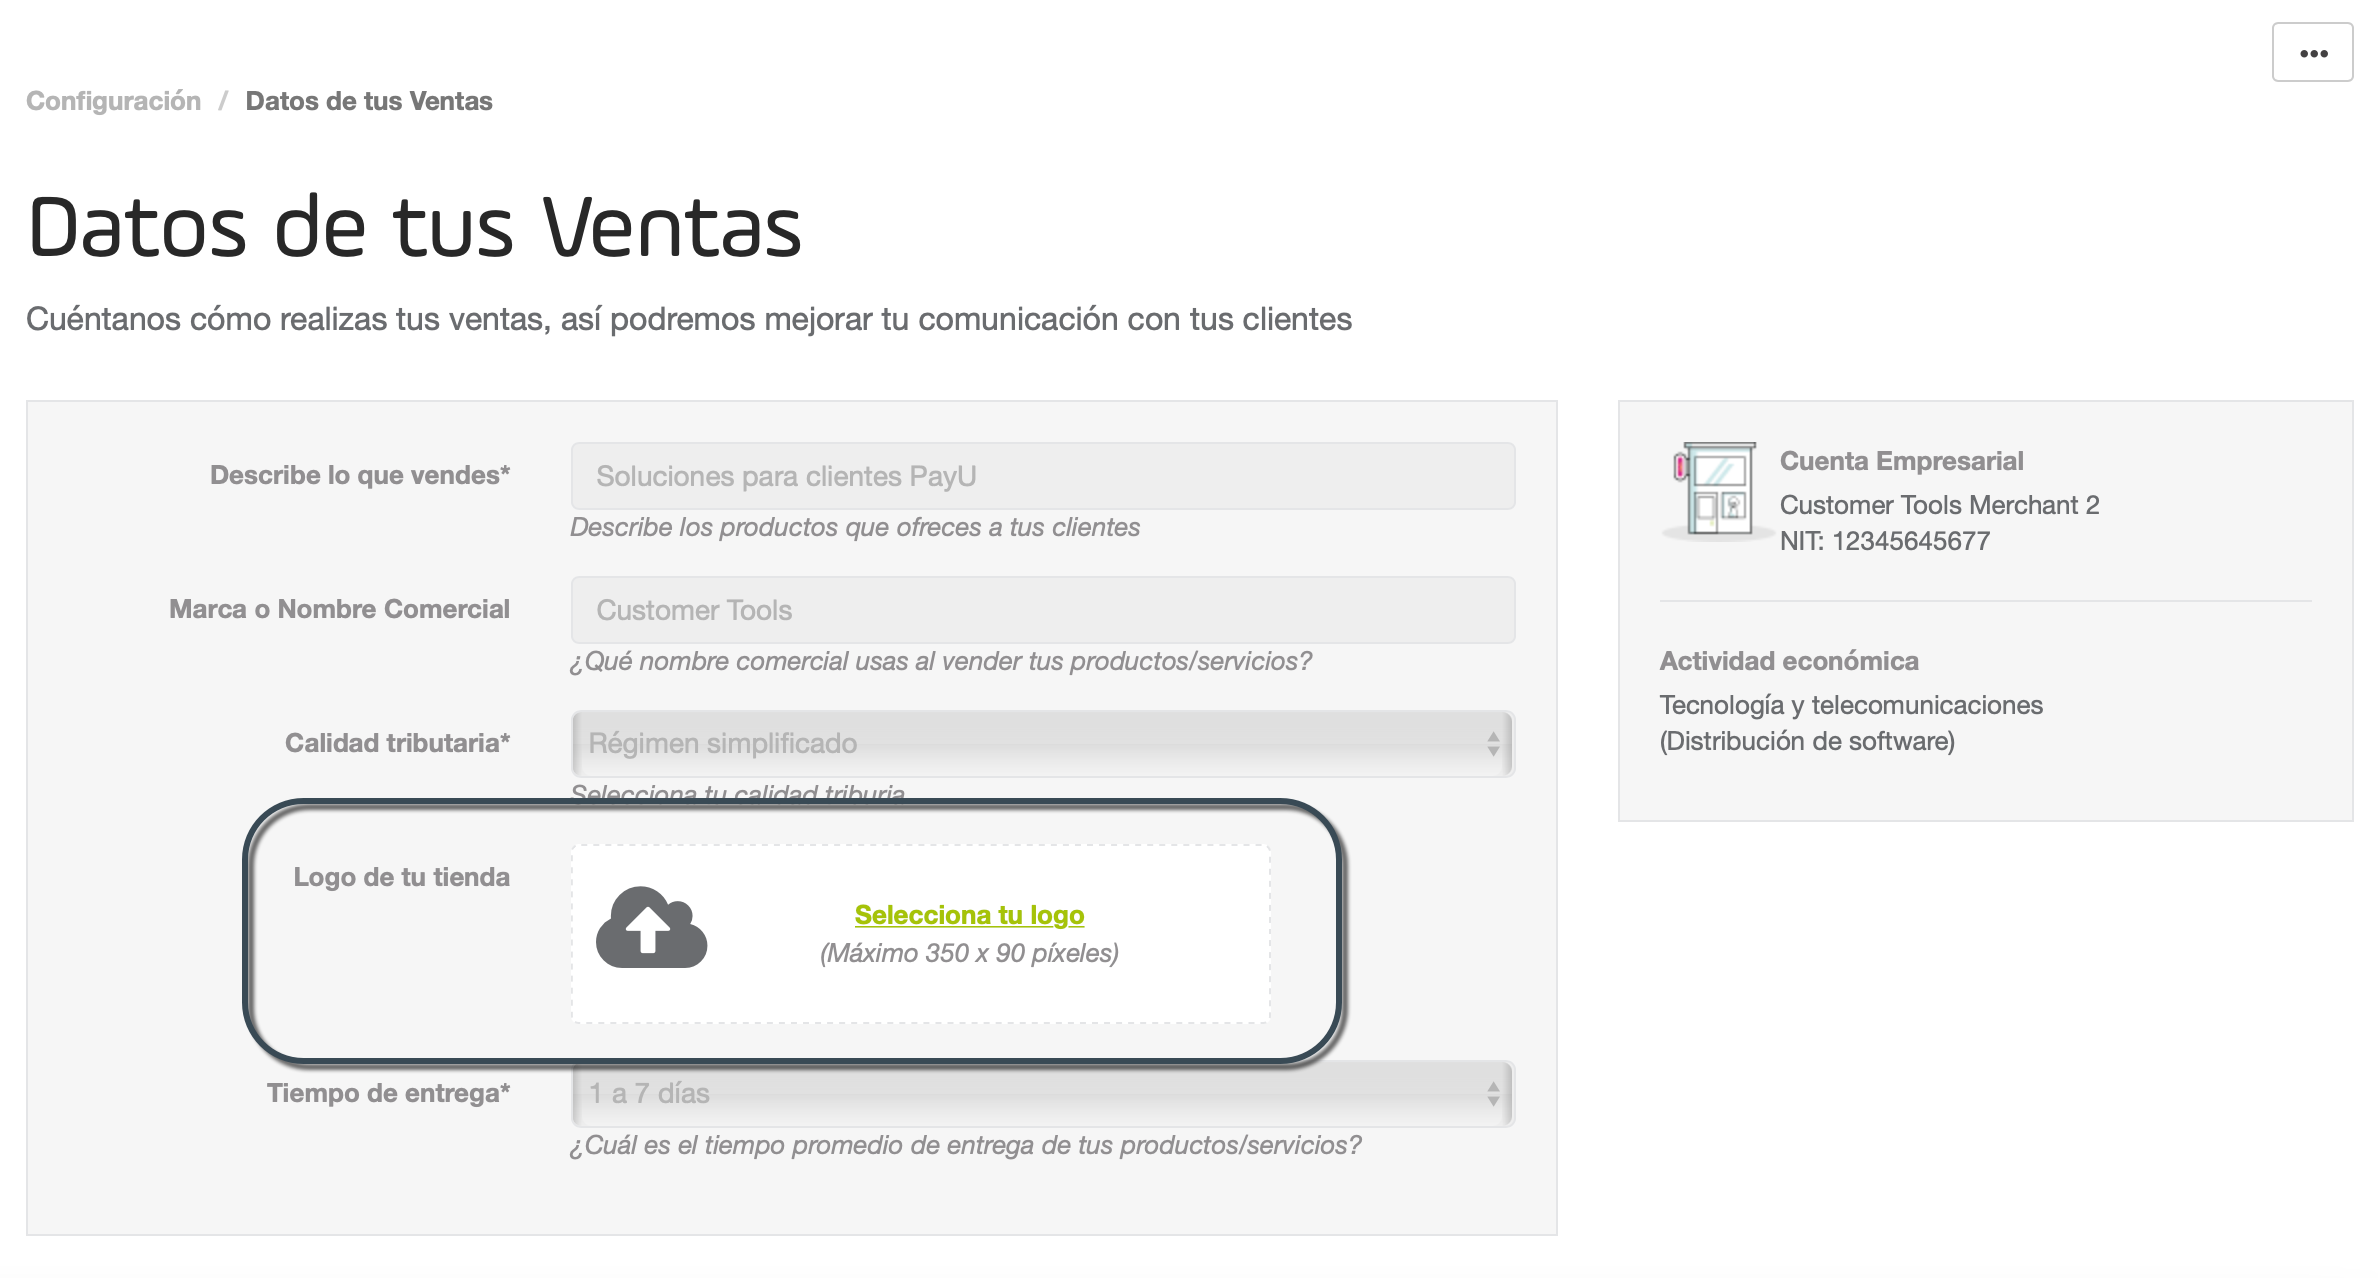 •••
Configuración / Datos de tus Ventas
Datos de tus Ventas
Cuéntanos cómo realizas tus ventas, así podremos mejorar tu comunicación con tus clientes
Describe lo que vendes*
Soluciones para clientes PayU
Describe los productos que ofreces a tus clientes
Marca o Nombre Comercial
Customer Tools
¿Qué nombre comercial usas al vender tus productos/servicios?
Calidad tributaria*
Régimen simplificado
Selecciona tu calidad triburia
Logo de tu tienda
Selecciona tu logo
(Máximo 350 x 90 píxeles)
Tiempo de entrega*
1 a 7 días
¿Cuál es el tiempo promedio de entrega de tus productos/servicios?
Cuenta Empresarial
Customer Tools Merchant 2
NIT: 12345645677
Actividad económica
Tecnología y telecomunicaciones
(Distribución de software)